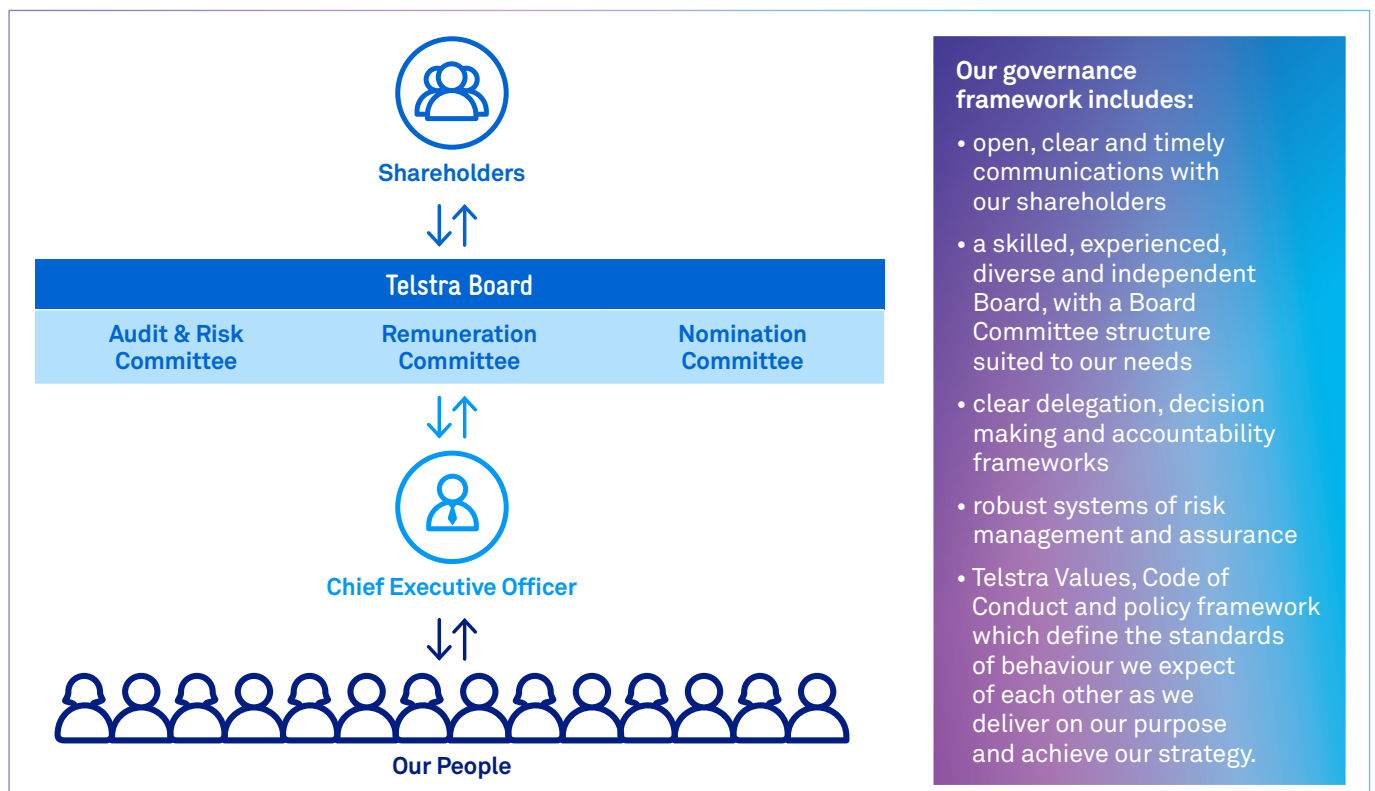 Shareholders
Telstra Board
Audit & Risk
Committee
Remuneration
Committee
Nomination
Committee
Chief Executive Officer
Our People
Our governance
framework includes:
• open, clear and timely
communications with
our shareholders
• a skilled, experienced,
diverse and independent
Board, with a Board
Committee structure
suited to our needs
• clear delegation, decision
making and accountability
frameworks
• robust systems of risk
management and assurance
• Telstra Values, Code of
Conduct and policy framework
which define the standards
of behaviour we expect
of each other as we
deliver on our purpose
and achieve our strategy.